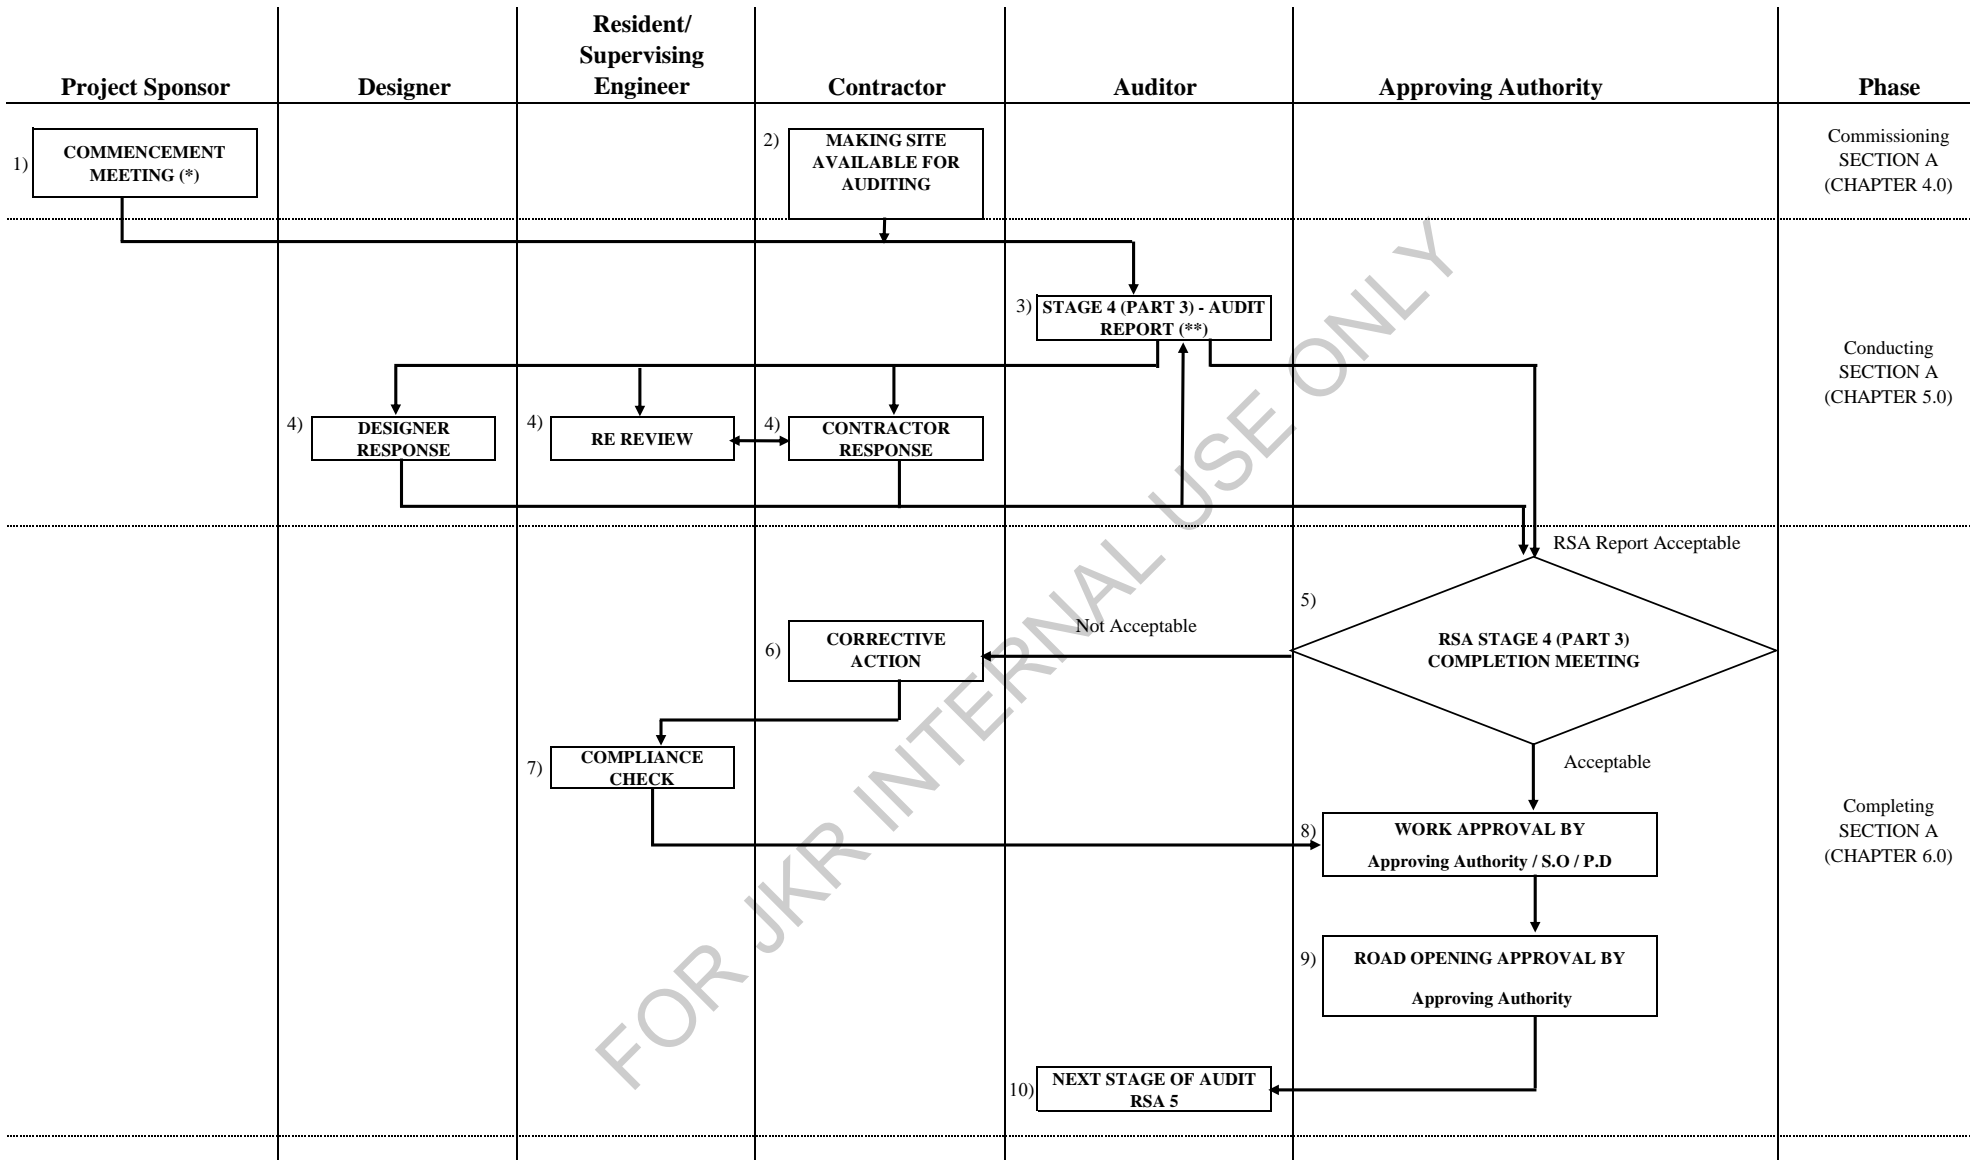 Resident/
Supervising
Engineer
Project Sponsor
Designer
Contractor
Auditor
Approving Authority
Phase
1)
COMMENCEMENT
MEETING (*)
2)
MAKING SITE
AVAILABLE FOR
AUDITING
Commissioning
SECTION A
(CHAPTER 4.0)
3)
STAGE 4 (PART 3) - AUDIT
REPORT (**)
Conducting
SECTION A
(CHAPTER 5.0)
4)
DESIGNER
RESPONSE
4)
RE REVIEW
4)
CONTRACTOR
RESPONSE
RSA Report Acceptable
5)
RSA STAGE 4 (PART 3)
COMPLETION MEETING
Not Acceptable
6)
CORRECTIVE
ACTION
7)
COMPLIANCE
CHECK
Acceptable
8)
WORK APPROVAL BY
Approving Authority / S.O / P.D
Completing
SECTION A
(CHAPTER 6.0)
9)
ROAD OPENING APPROVAL BY
Approving Authority
10)
NEXT STAGE OF AUDIT
RSA 5
FOR JKR INTERNAL USE ONLY